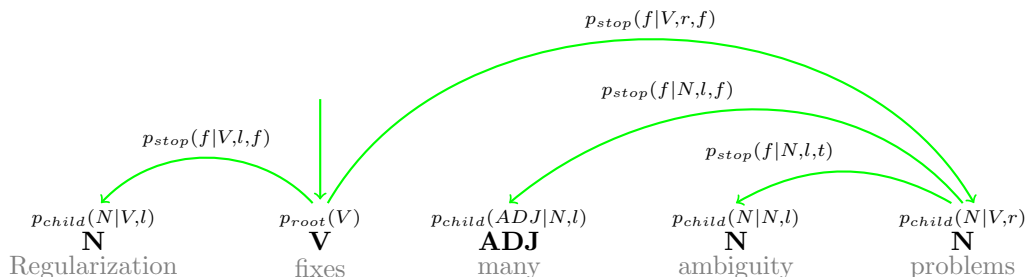 p_stop(f|V,r,f)
p_stop(f|N,l,f)
p_stop(f|V,l,f)
p_stop(f|N,l,t)
p_child(N|V,l) p_root(V) p_child(ADJ|N,l) p_child(N|N,l) p_child(N|V,r)
N V ADJ N N
Regularization fixes many ambiguity problems